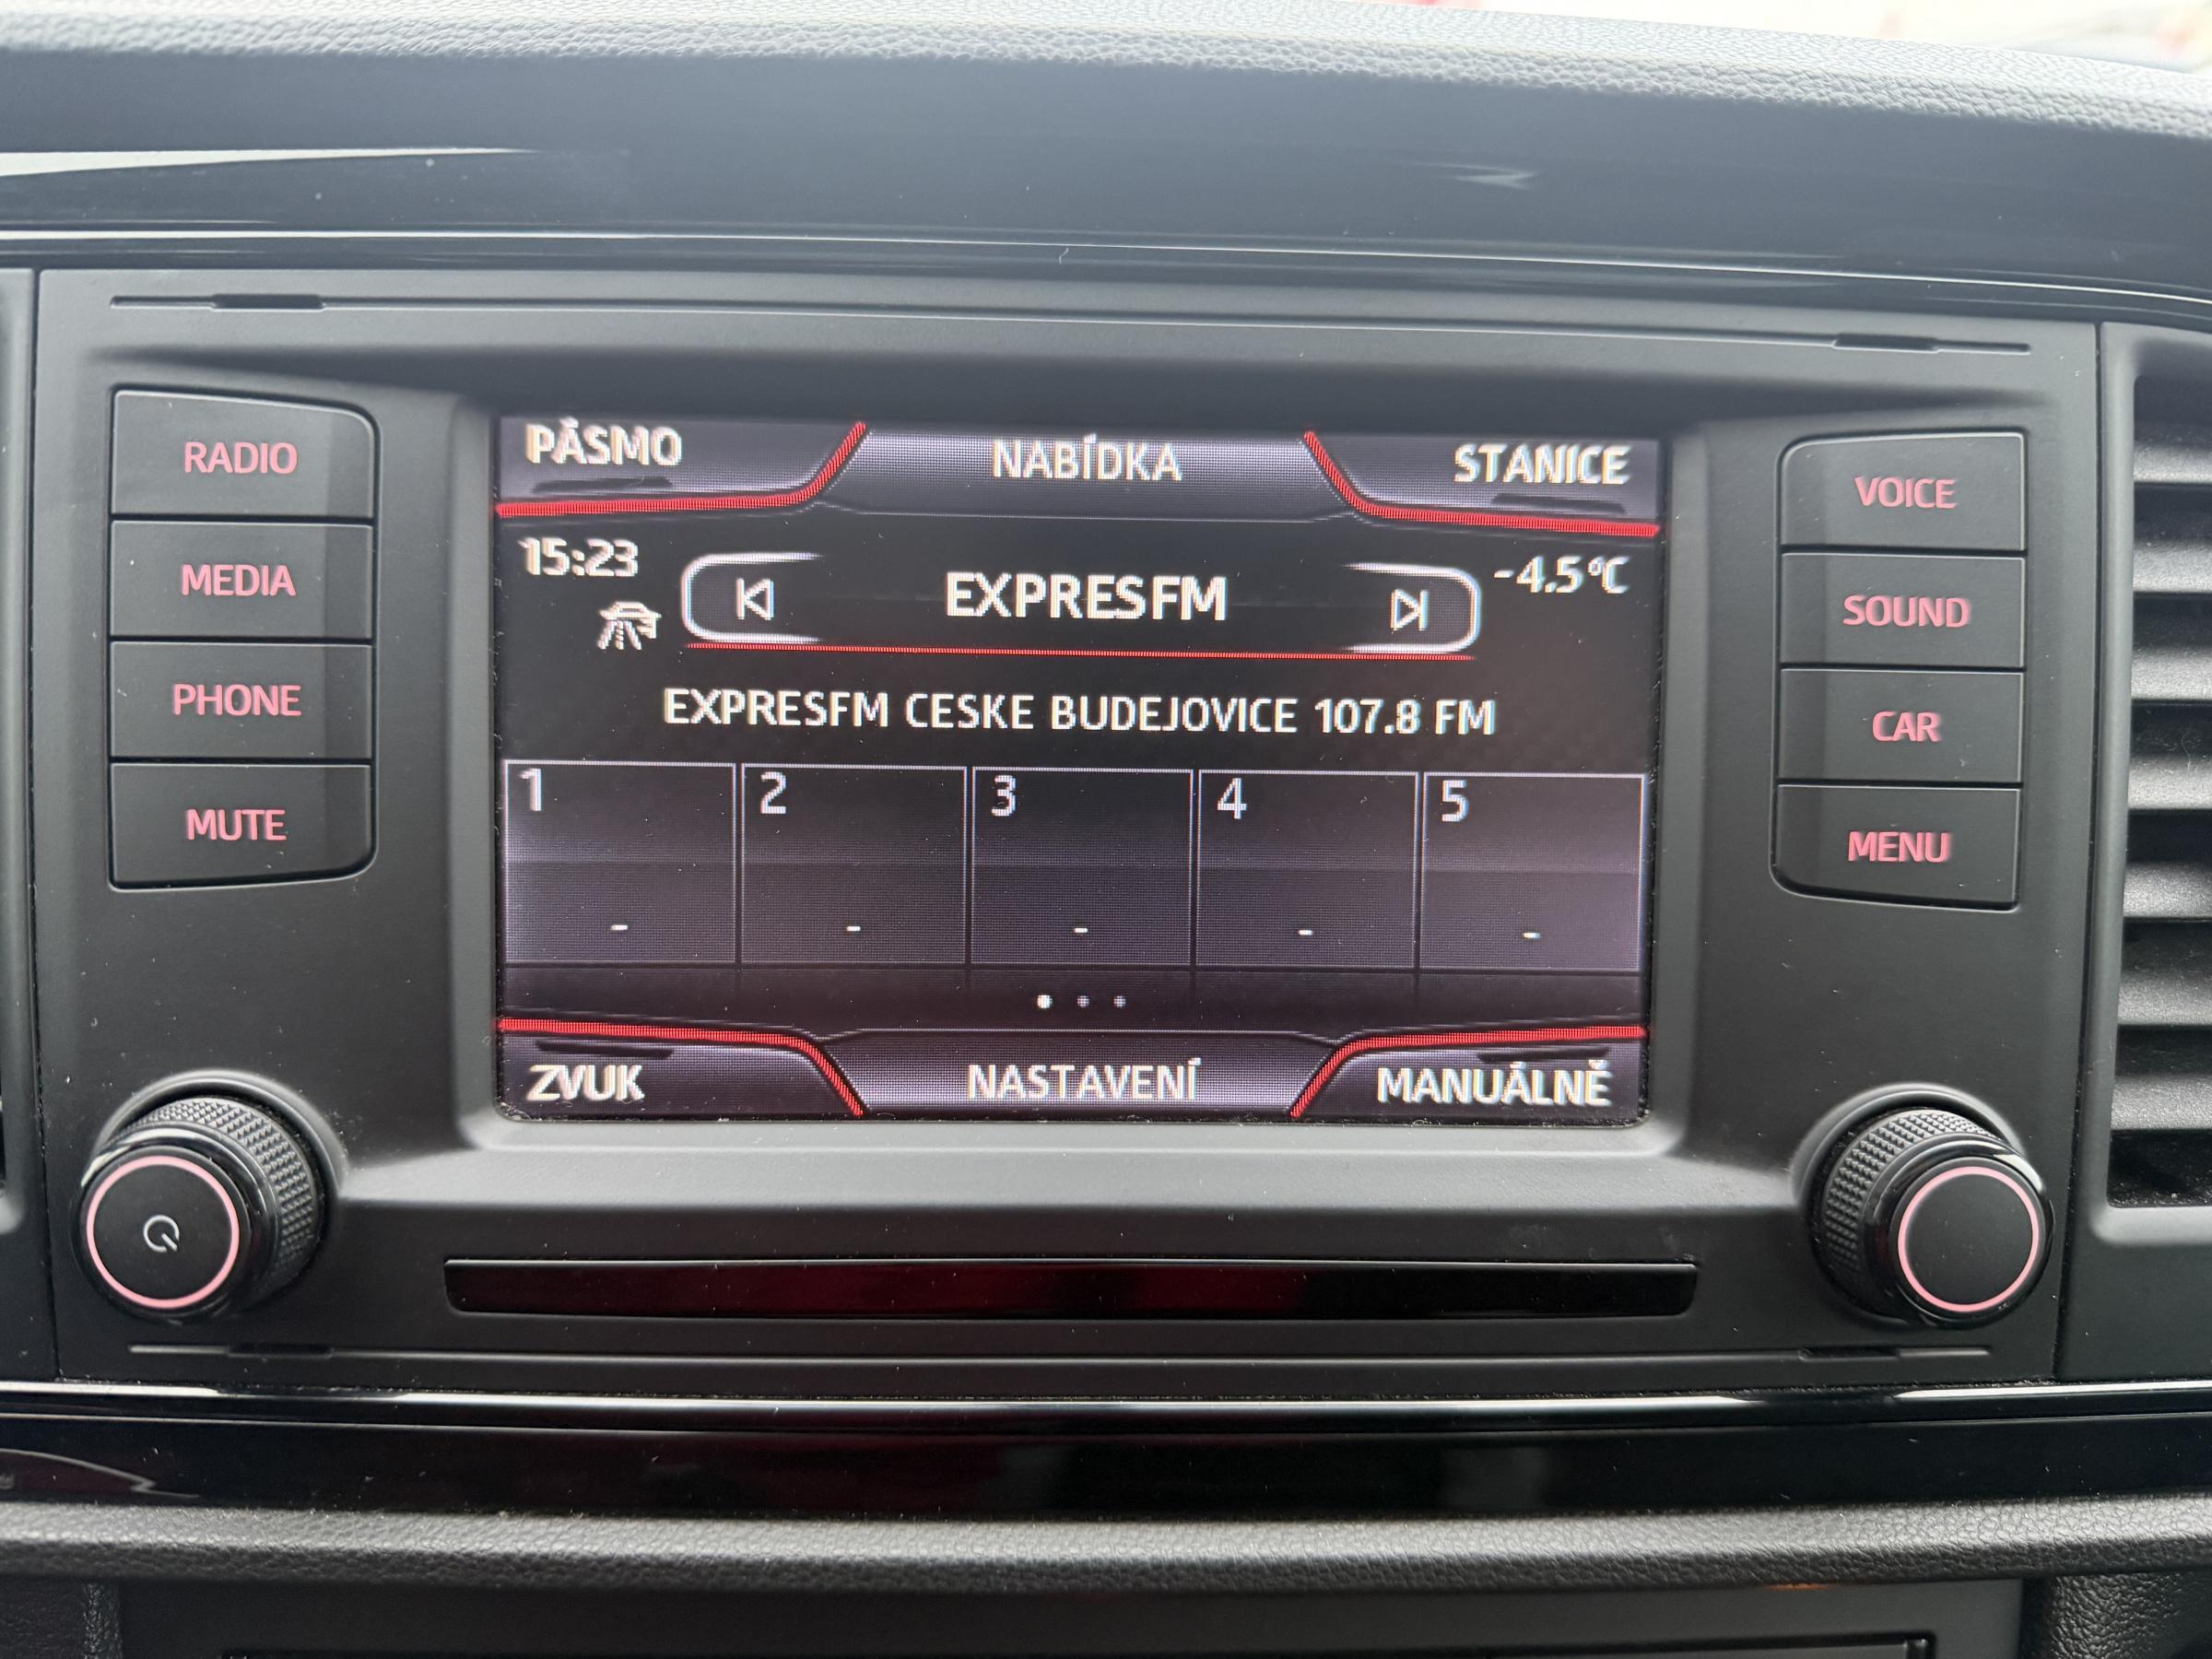 RADIO
MEDIA
PHONE
MUTE
PÁSMO
NABÍDKA
STANICE
15:23
EXPRESFM
-4.5°C
EXPRESFM CESKE BUDEJOVICE 107.8 FM
1
2
3
4
5
-
-
-
-
-
ZVUK
NASTAVENÍ
MANUÁLNĚ
VOICE
SOUND
CAR
MENU